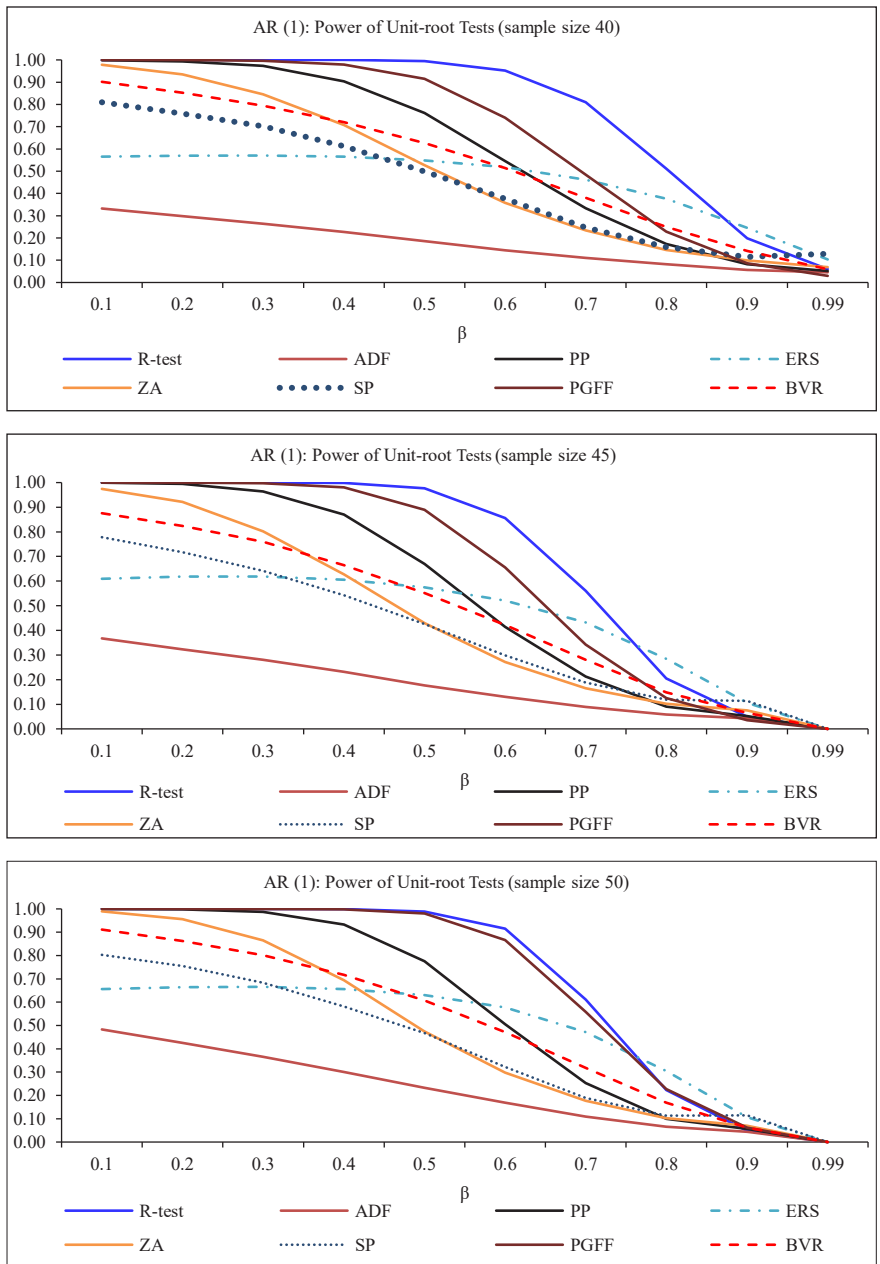 AR (1): Power of Unit-root Tests (sample size 40)
1.00
0.90
0.80
0.70
0.60
0.50
0.40
0.30
0.20
0.10
0.00
0.1 0.2 0.3 0.4 0.5 0.6 0.7 0.8 0.9 0.99
β
R-test ADF PP ERS
ZA SP PGFF BVR
AR (1): Power of Unit-root Tests (sample size 45)
1.00
0.90
0.80
0.70
0.60
0.50
0.40
0.30
0.20
0.10
0.00
0.1 0.2 0.3 0.4 0.5 0.6 0.7 0.8 0.9 0.99
β
R-test ADF PP ERS
ZA SP PGFF BVR
AR (1): Power of Unit-root Tests (sample size 50)
1.00
0.90
0.80
0.70
0.60
0.50
0.40
0.30
0.20
0.10
0.00
0.1 0.2 0.3 0.4 0.5 0.6 0.7 0.8 0.9 0.99
β
R-test ADF PP ERS
ZA SP PGFF BVR